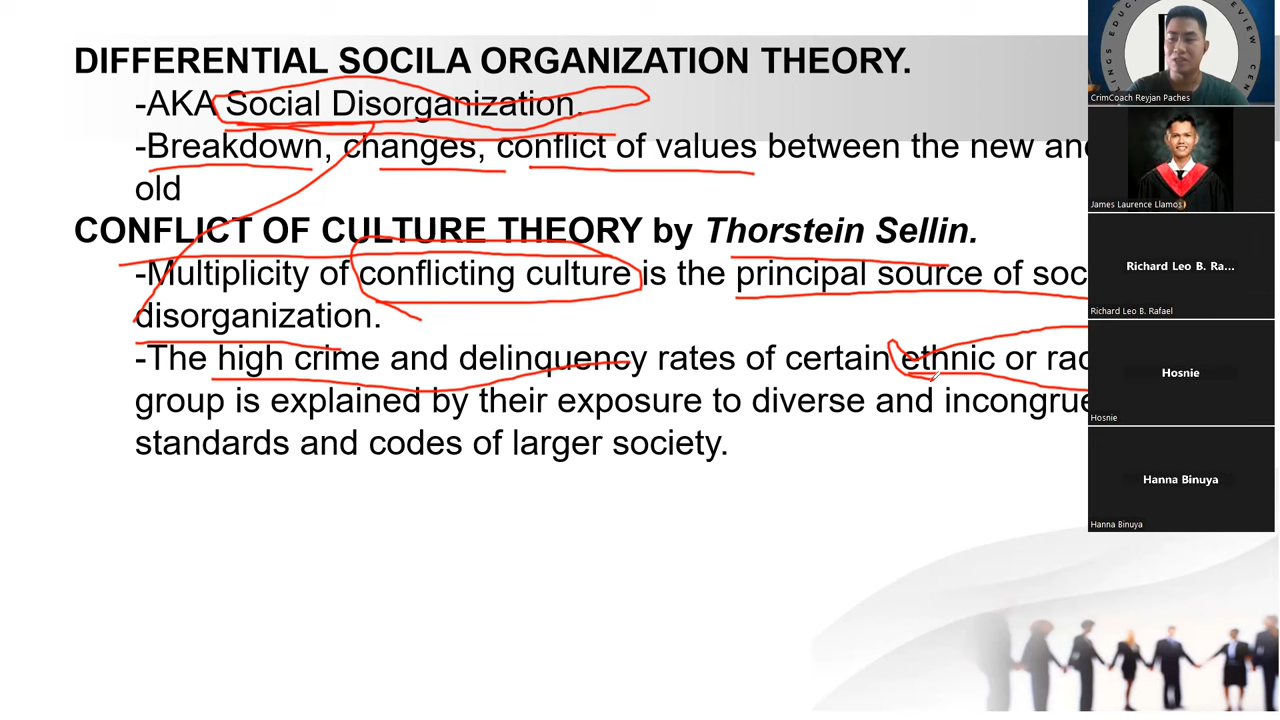 DIFFERENTIAL SOCILA ORGANIZATION THEORY.
-AKA Social Disorganization.
-Breakdown, changes, conflict of values between the new and
old
CONFLICT OF CULTURE THEORY by Thorstein Sellin.
-Multiplicity of conflicting culture is the principal source of
disorganization.
-The high crime and delinquency rates of certain ethnic or
group is explained by their exposure to diverse and
standards and codes of larger society.
CrimCoach Reyjan Paches
James Laurence Llamos
Richard Leo B. Ra...
Richard Leo B. Rafael
Hosnie
Hosnie
Hanna Binuya
Hanna Binuya